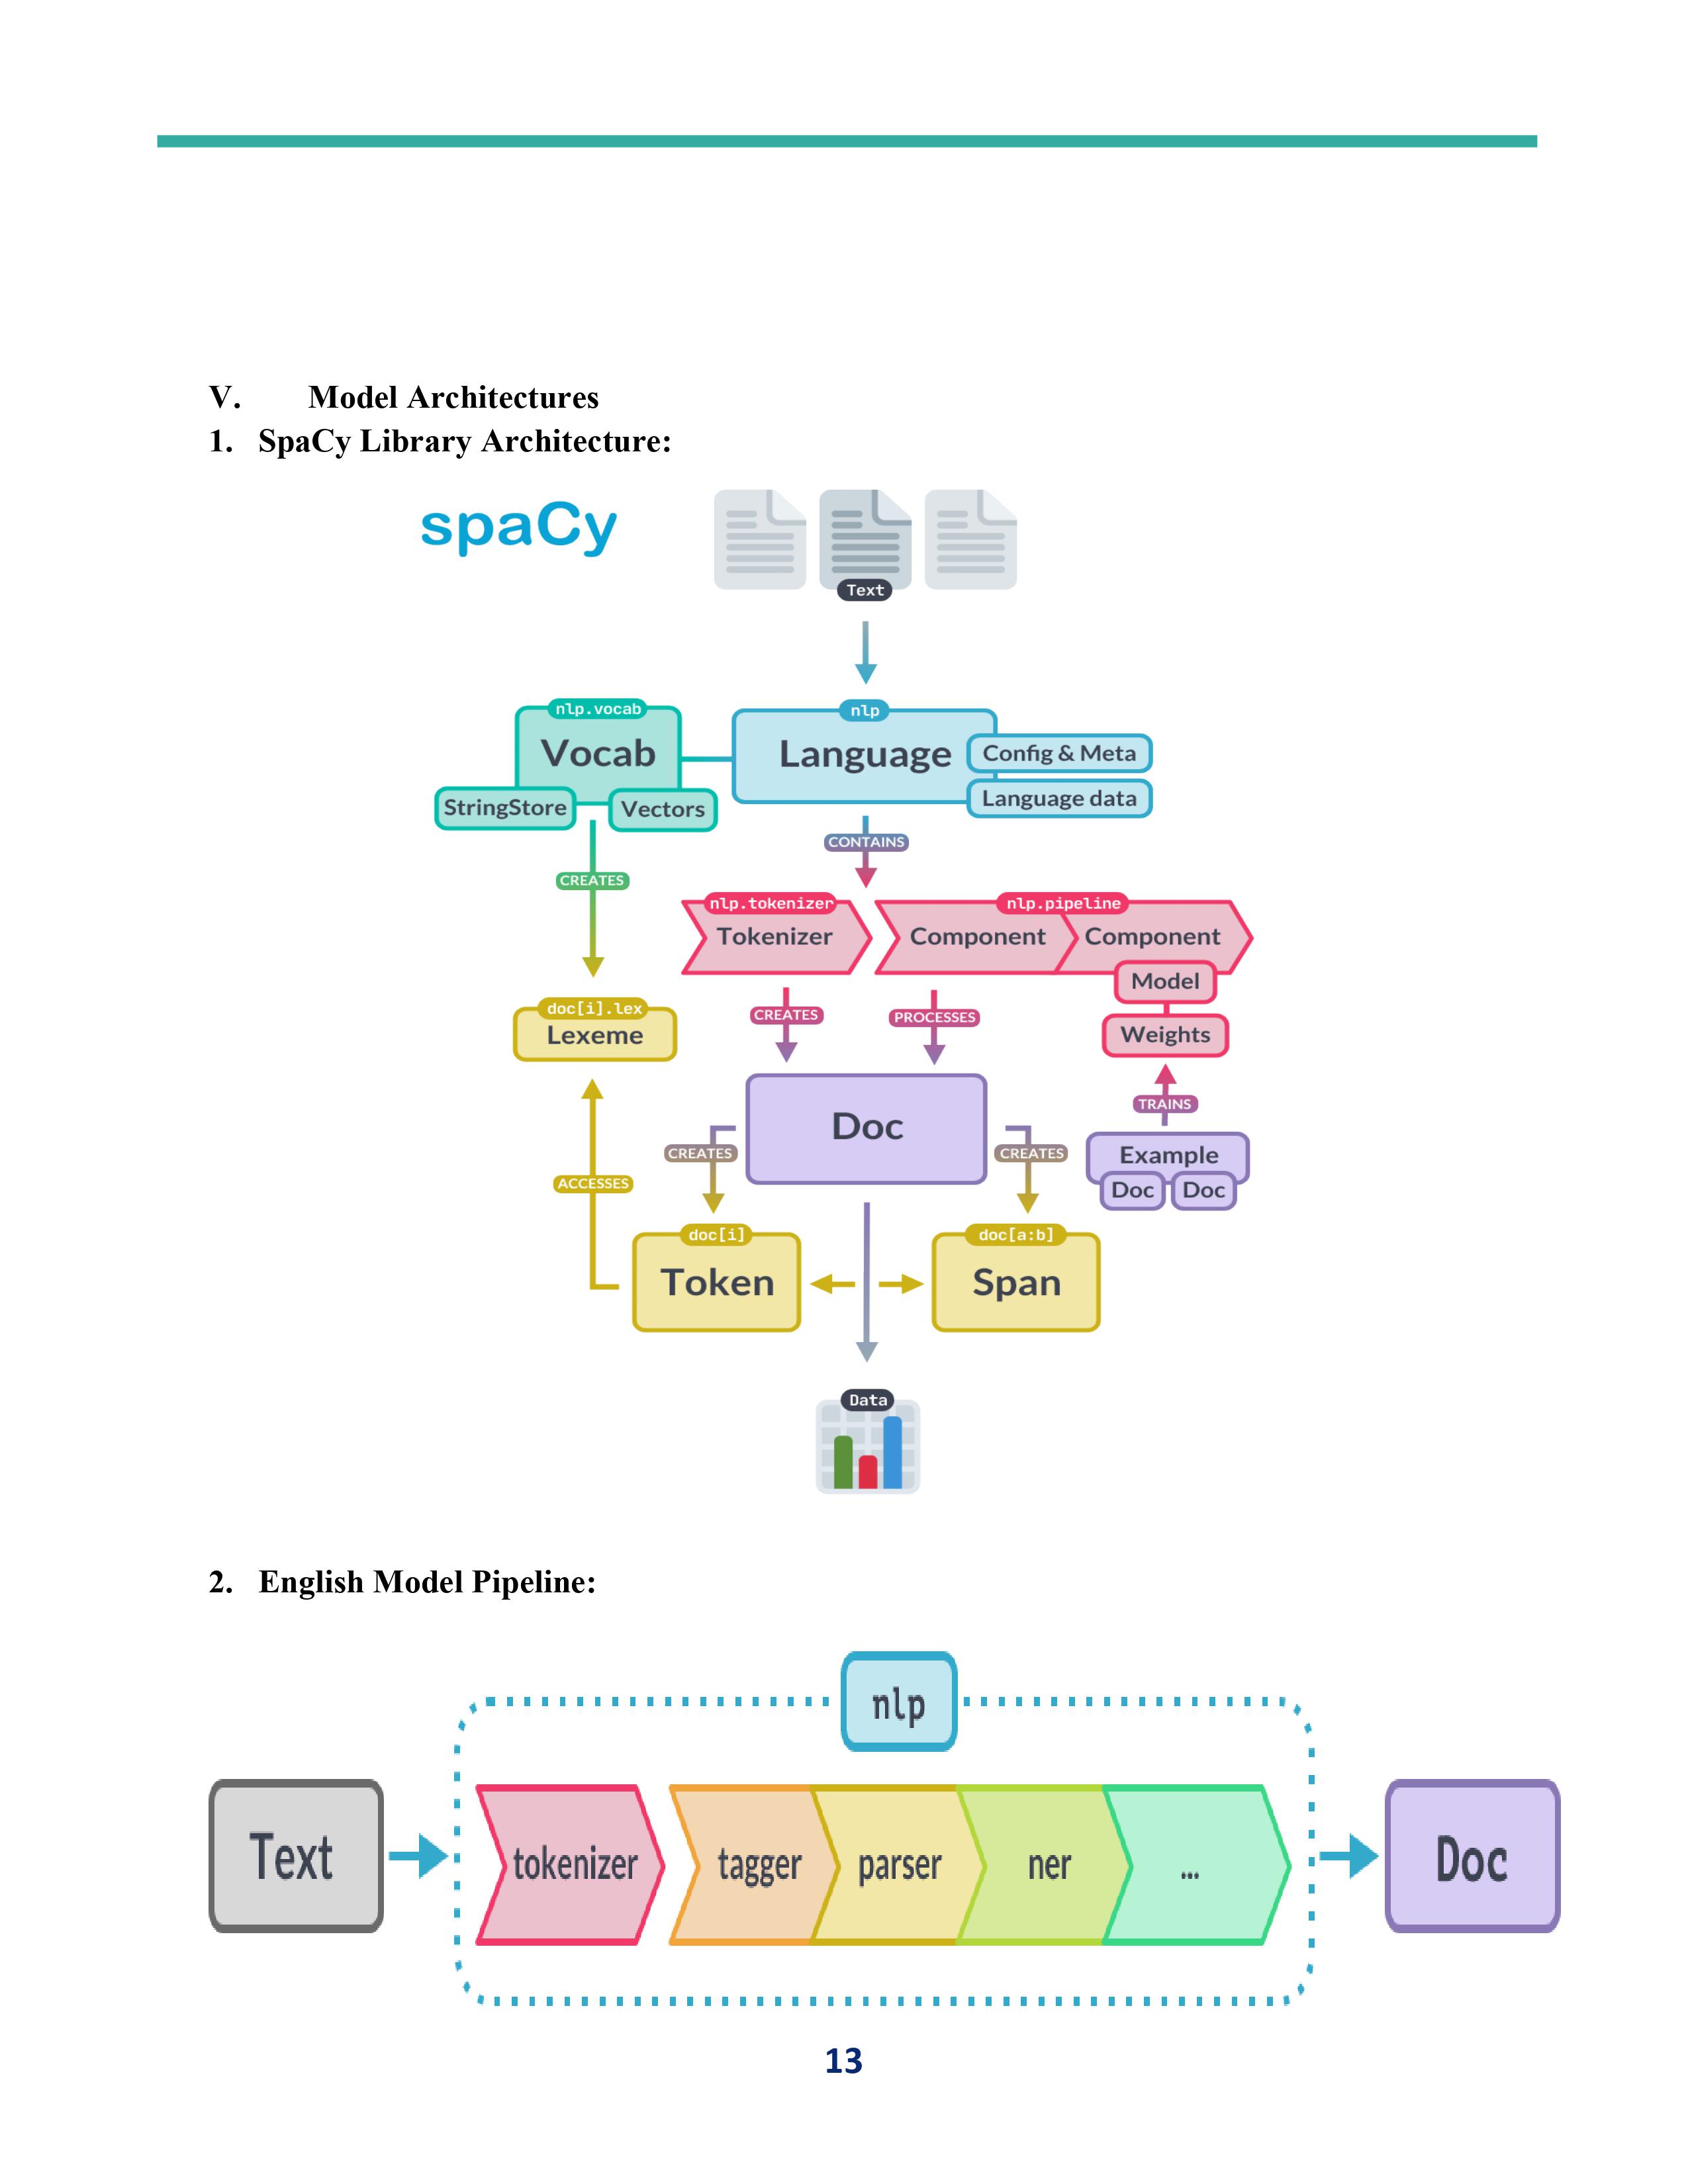 V. Model Architectures
1. SpaCy Library Architecture:
spaCy
Text
nlp.vocab
Vocab
StringStore
Vectors
nlp
Language
Config & Meta
Language data
CREATES
CONTAINS
nlp.tokenizer
Tokenizer
nlp.pipeline
Component
Component
Model
Weights
doc[i].lex
Lexeme
CREATES
PROCESSES
TRAINS
Doc
Example
Doc
Doc
CREATES
CREATES
ACCESSES
doc[i]
Token
doc[a:b]
Span
Data
2. English Model Pipeline:
nlp
Text
tokenizer
tagger
parser
ner
...
Doc
13